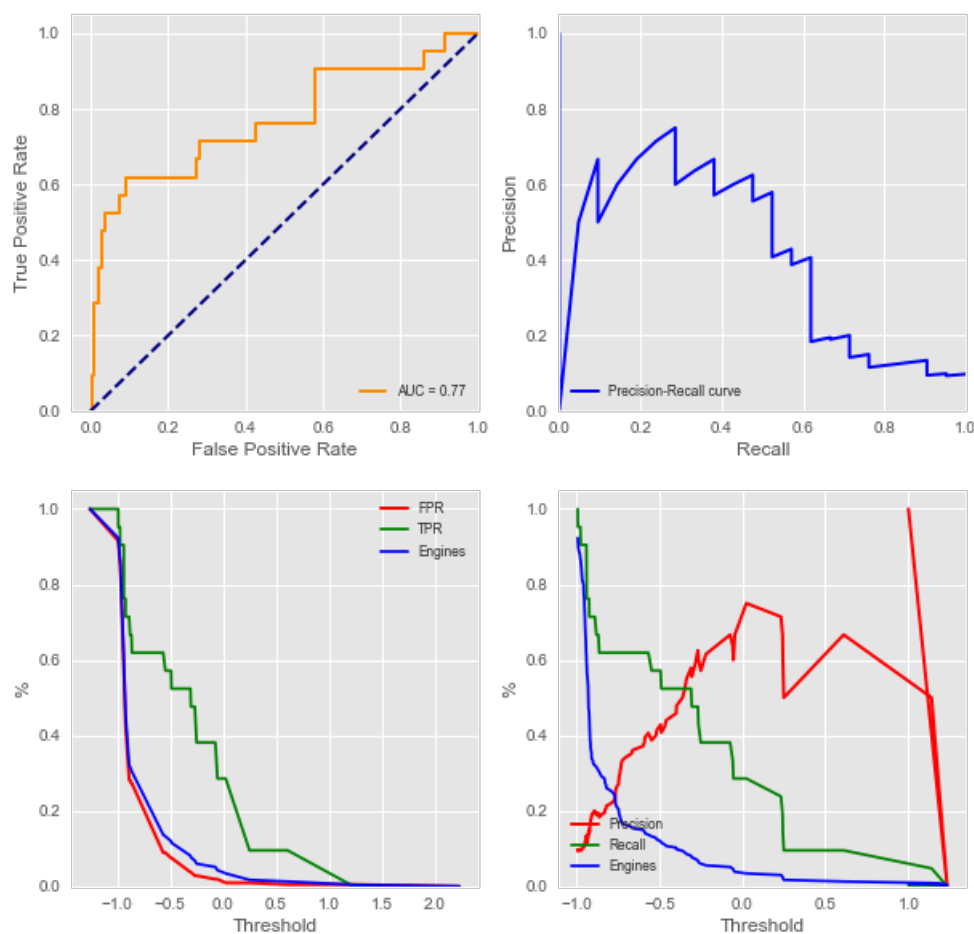 1.0
0.8
0.6
0.4
0.2
0.0
True Positive Rate
0.0 0.2 0.4 0.6 0.8 1.0
False Positive Rate
AUC = 0.77
1.0
0.8
0.6
0.4
0.2
0.0
Precision
0.0 0.2 0.4 0.6 0.8 1.0
Recall
Precision-Recall curve
1.0
0.8
0.6
0.4
0.2
0.0
%
−1.0 −0.5 0.0 0.5 1.0 1.5 2.0
Threshold
FPR
TPR
Engines
1.0
0.8
0.6
0.4
0.2
0.0
%
−1.0 −0.5 0.0 0.5 1.0
Threshold
Precision
Recall
Engines